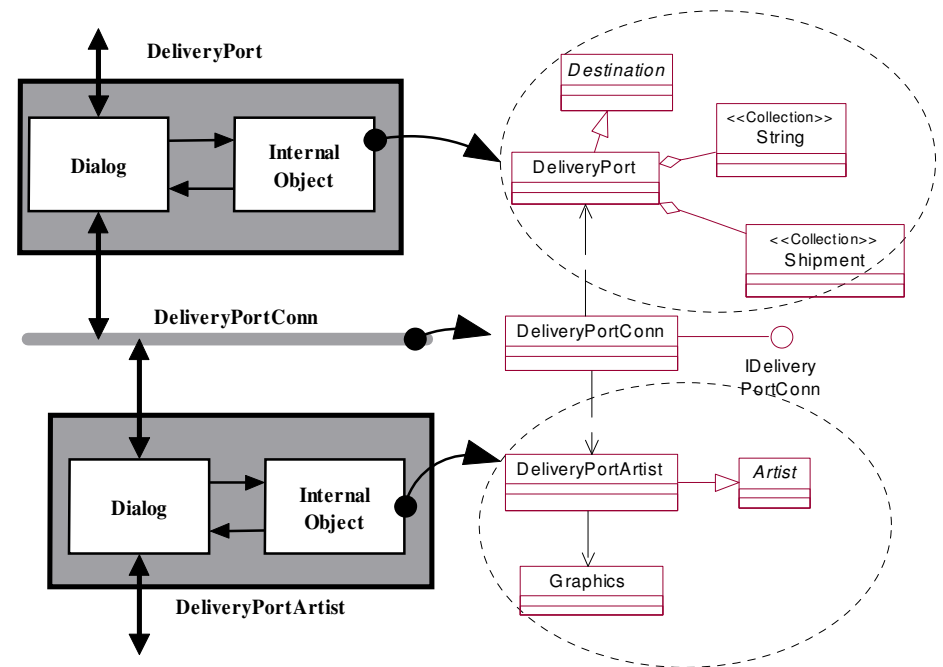 DeliveryPort
Dialog
Internal
Object
Destination
<<Collection>>
String
DeliveryPort
<<Collection>>
Shipment
DeliveryPortConn
DeliveryPortConn
IDelivery
PortConn
Dialog
Internal
Object
DeliveryPortArtist
Artist
Graphics
DeliveryPortArtist